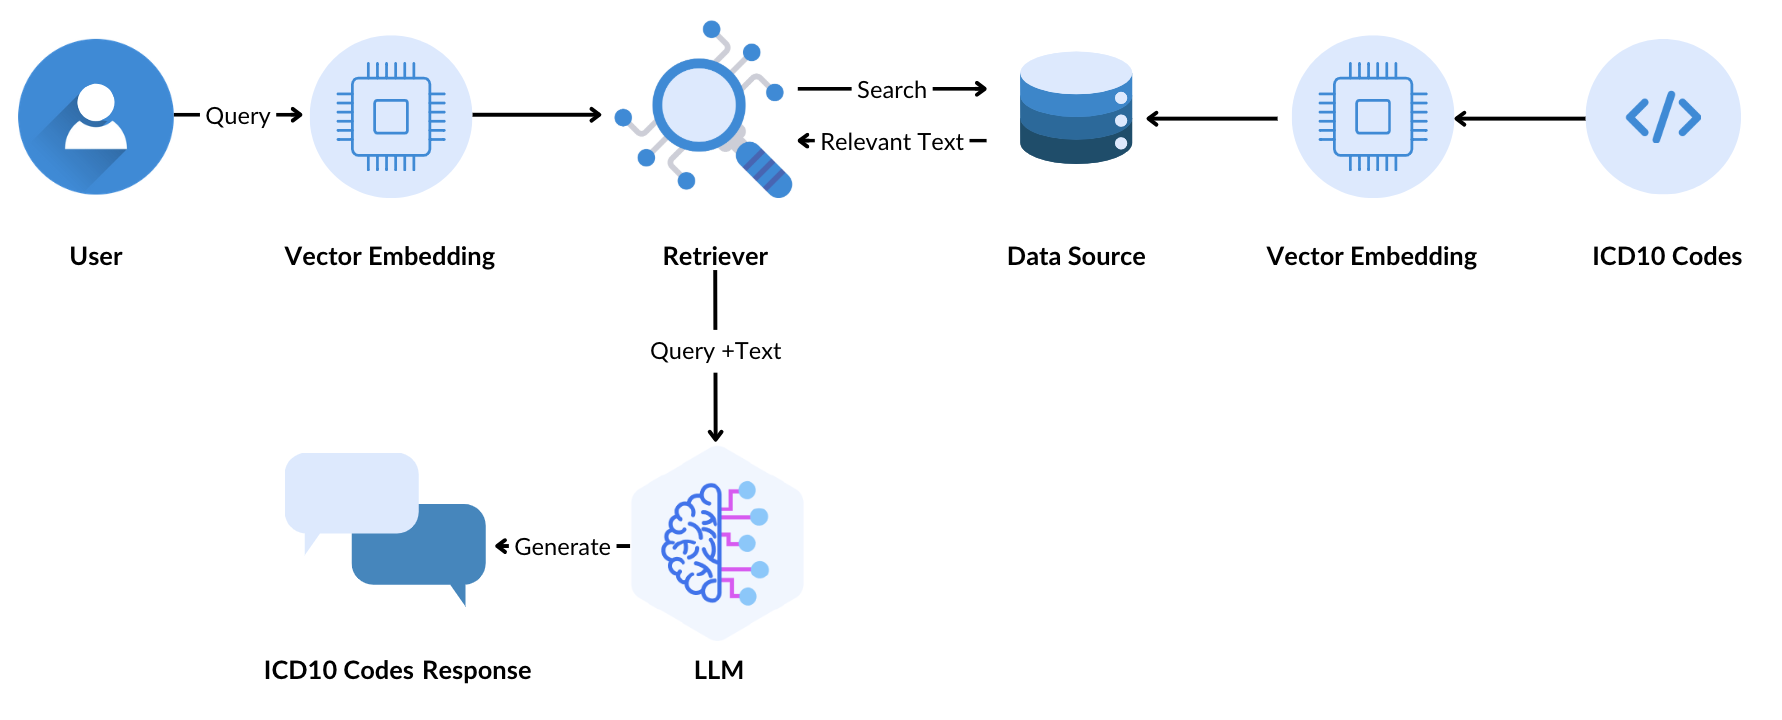 Query
Search
Relevant Text
User
Vector Embedding
Retriever
Data Source
Vector Embedding
ICD10 Codes
Query +Text
Generate
ICD10 Codes Response
LLM